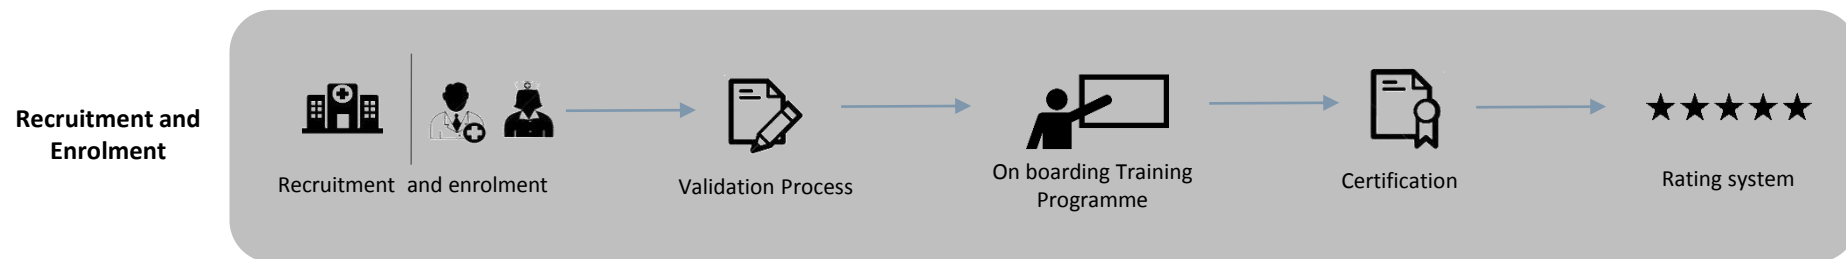 Recruitment and
Enrolment
Recruitment and enrolment
Validation Process
On boarding Training
Programme
Certification
Rating system